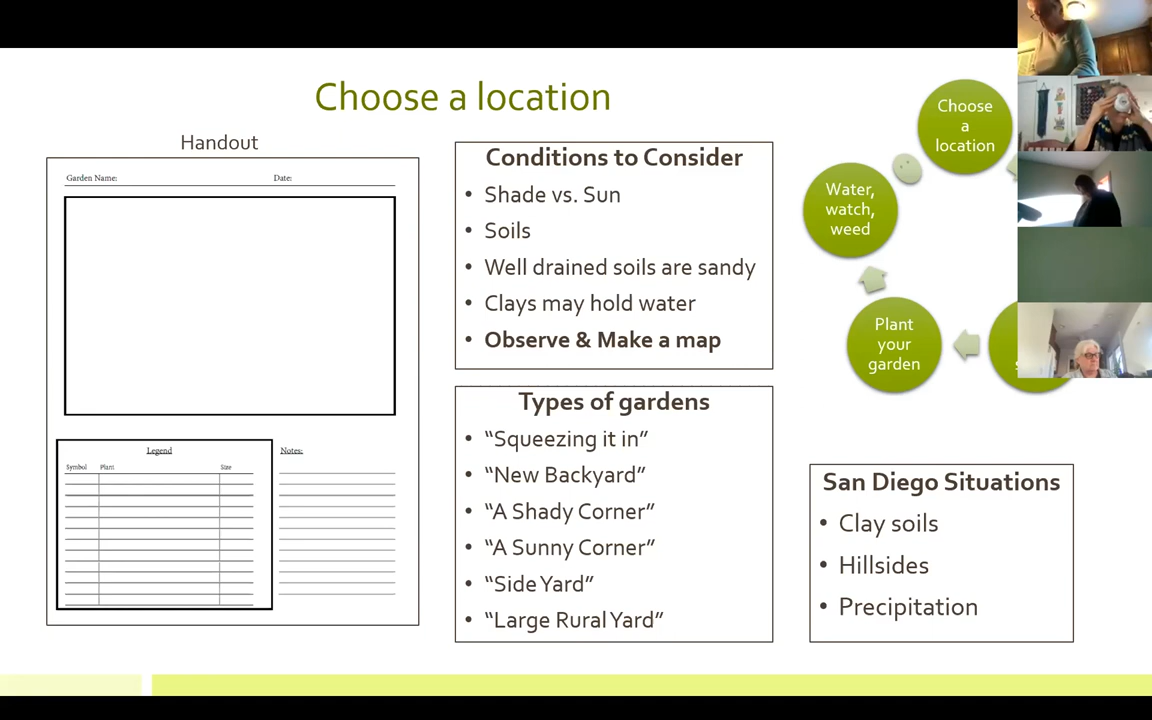 Choose a location
Handout
Garden Name:
Date:
Legend
Symbol
Plant
Size
Notes:
Conditions to Consider
• Shade vs. Sun
• Soils
• Well drained soils are sandy
• Clays may hold water
• Observe & Make a map
Types of gardens
• “Squeezing it in”
• “New Backyard”
• “A Shady Corner”
• “A Sunny Corner”
• “Side Yard”
• “Large Rural Yard”
Choose
a
location
Water,
watch,
weed
Plant
your
garden
San Diego Situations
• Clay soils
• Hillsides
• Precipitation